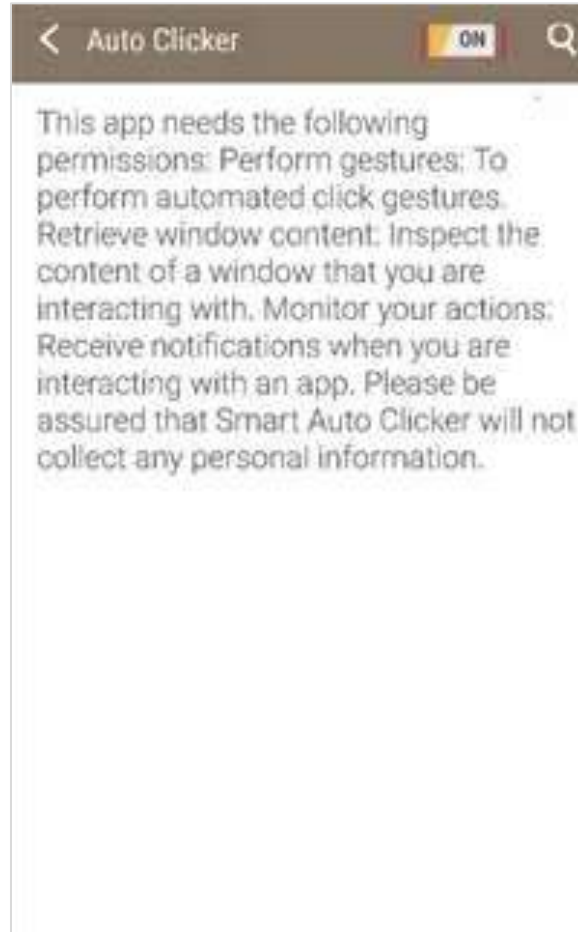 Auto Clicker
ON
This app needs the following
permissions: Perform gestures: To
perform automated click gestures.
Retrieve window content: Inspect the
content of a window that you are
interacting with. Monitor your actions:
Receive notifications when you are
interacting with an app. Please be
assured that Smart Auto Clicker will not
collect any personal information.